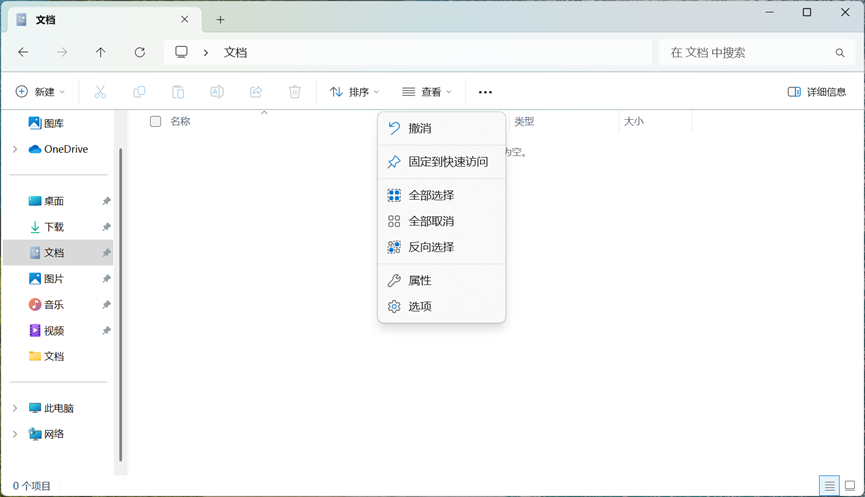 文档
文档
在 文档 中搜索
新建
排序
查看
详细信息
图库
OneDrive
桌面
下载
文档
图片
音乐
视频
文档
此电脑
网络
名称
类型
大小
为空。
撤消
固定到快速访问
全部选择
全部取消
反向选择
属性
选项
0 个项目